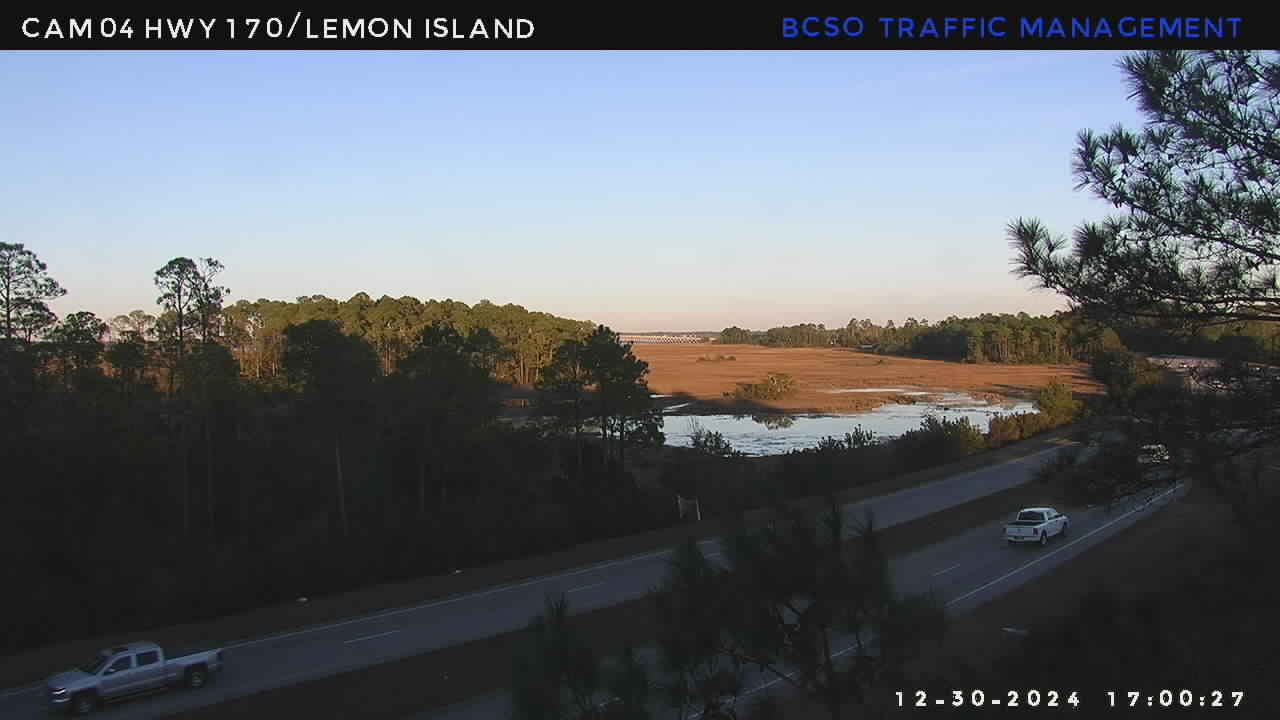 CAM04 HWY 170/LEMON ISLAND
BCSO TRAFFIC MANAGEMENT
12-30-2024 17:00:27